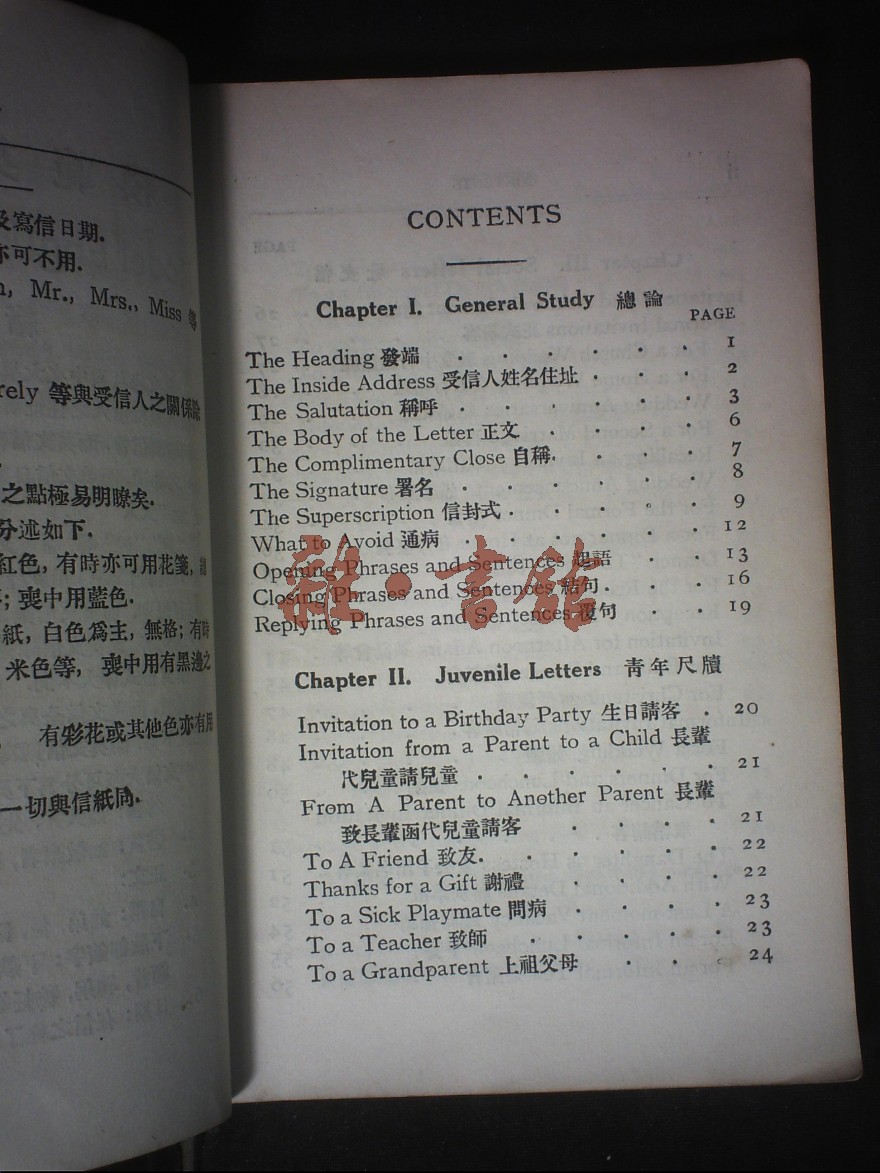 及寫信日期.
亦可不用.
Mr., Mrs., Miss 等
rely 等與受信人之關係除
之點極易明瞭矣.
分述如下.
紅色, 有時亦可用花箋,
喪中用藍色.
紙, 白色爲主, 無格; 有時
米色等, 喪中用有黑邊之
有彩花或其他色亦有用
一切與信紙同.
CONTENTS
Chapter I. General Study 總論
PAGE
The Heading 發端 . . . . . . 1
The Inside Address 受信人姓名住址 . . . . 2
The Salutation 稱呼 . . . . . . 3
The Body of the Letter 正文 . . . . 6
The Complimentary Close 自稱. . . . . 7
The Signature 署名 . . . . . . 8
The Superscription 信封式 . . . . . 9
What to Avoid 通病 . . . . . . 12
Opening Phrases and Sentences 起語 . . . 13
Closing Phrases and Sentences 結句 . . . 16
Replying Phrases and Sentences 覆句 . . . 19
雜·書館
Chapter II. Juvenile Letters 青年尺牘
Invitation to a Birthday Party 生日請客 . 20
Invitation from a Parent to a Child 長輩
代兒童請兒童 . . . . . . 21
From A Parent to Another Parent 長輩
致長輩函代兒童請客 . . . . 21
To A Friend 致友. . . . . . 22
Thanks for a Gift 謝禮 . . . . . 22
To a Sick Playmate 問病 . . . . . 23
To a Teacher 致師 . . . . . 23
To a Grandparent 上祖父母 . . . 24